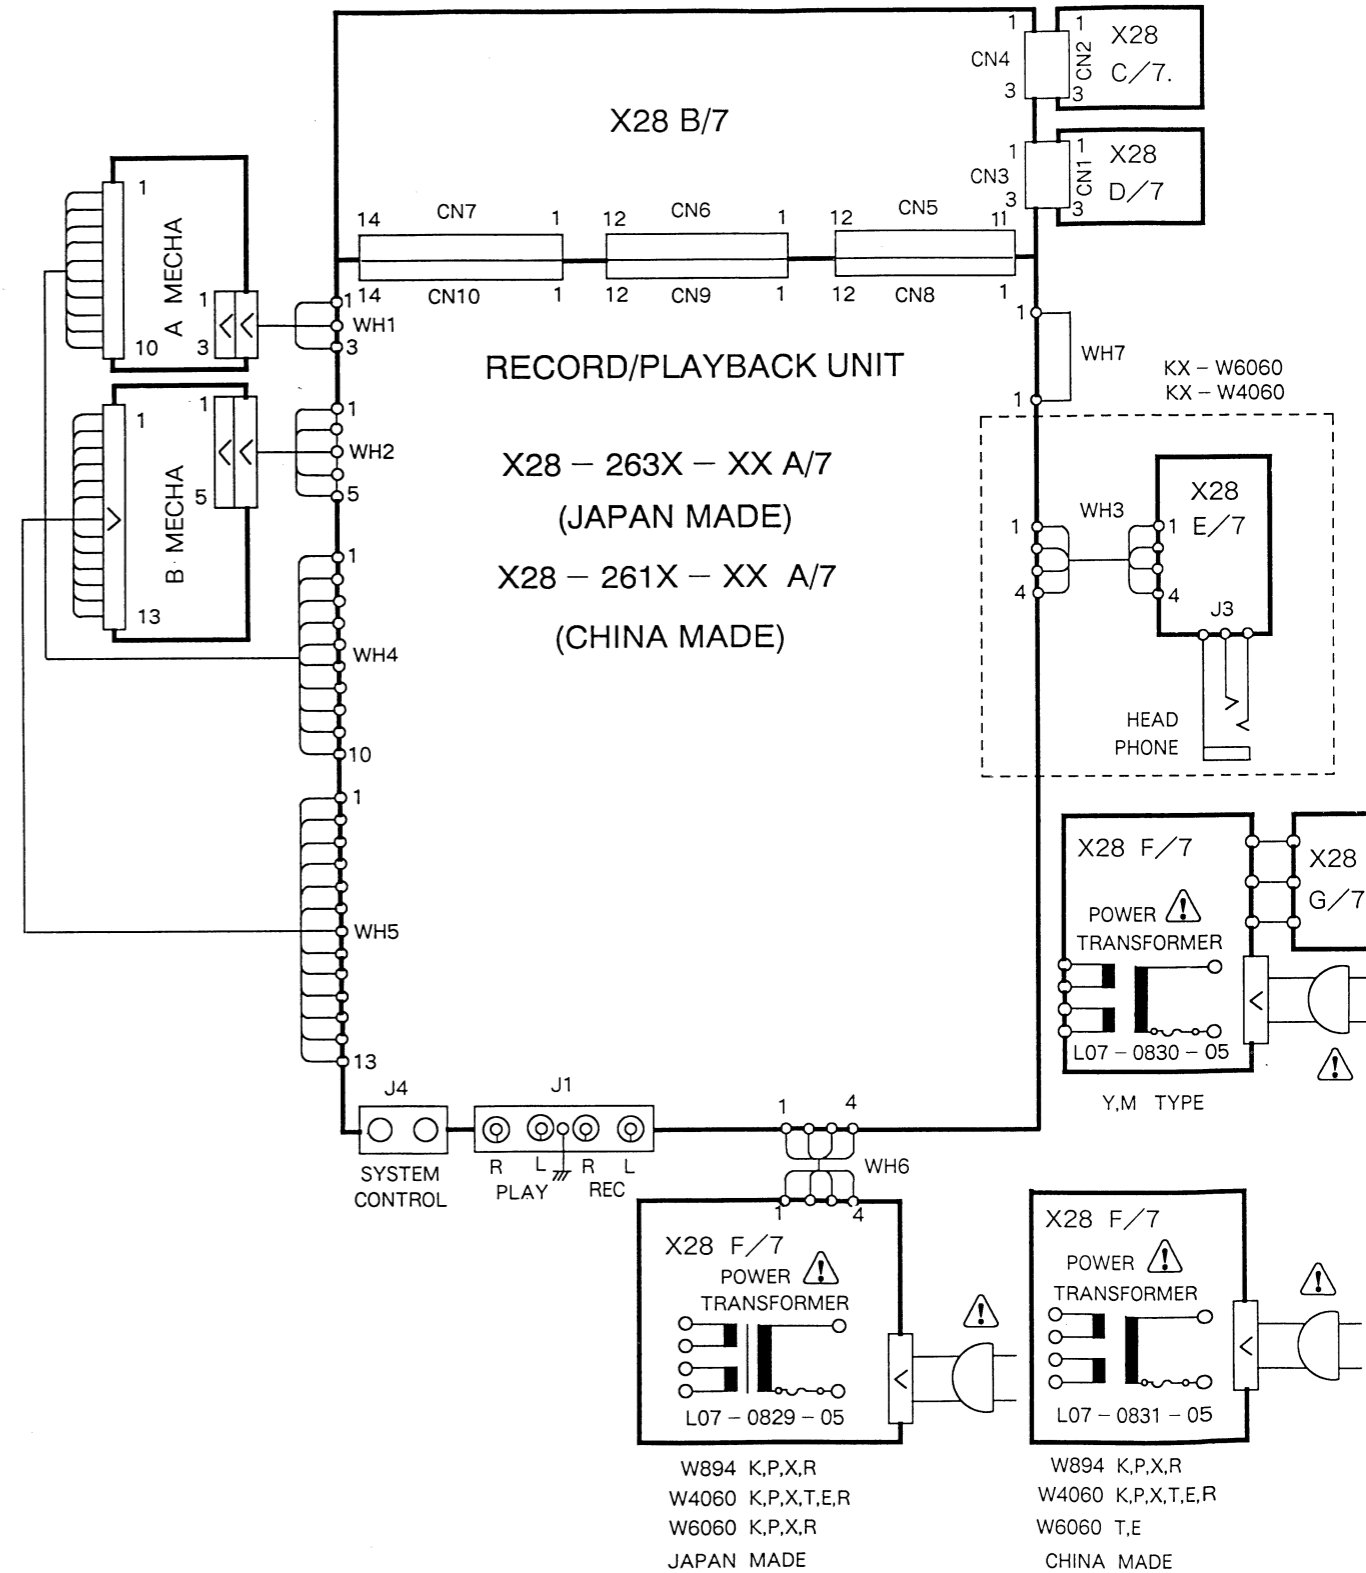 X28 B/7
1
CN4
3
1
CN2
3
X28
C/7.
1
CN3
3
1
CN1
3
X28
D/7
14 CN7 1
12 CN6 1
12 CN5 11
14 CN10 1
12 CN9 1
12 CN8 1
1
A MECHA
10
1
3
1
WH1
3
1
B MECHA
13
1
5
1
WH2
5
RECORD/PLAYBACK UNIT
X28 – 263X – XX A/7
(JAPAN MADE)
X28 – 261X – XX A/7
(CHINA MADE)
1
WH7
1
KX – W6060
KX – W4060
1
WH3
4
1
4
X28
E/7
J3
HEAD
PHONE
1
WH4
10
1
WH5
13
X28 F/7
POWER
TRANSFORMER
L07 – 0830 – 05
Y,M TYPE
X28
G/7
J4
SYSTEM
CONTROL
J1
R L R L
PLAY REC
1 4
WH6
1 4
X28 F/7
POWER
TRANSFORMER
L07 – 0829 – 05
W894 K,P,X,R
W4060 K,P,X,T,E,R
W6060 K,P,X,R
JAPAN MADE
X28 F/7
POWER
TRANSFORMER
L07 – 0831 – 05
W894 K,P,X,R
W4060 K,P,X,T,E,R
W6060 T,E
CHINA MADE